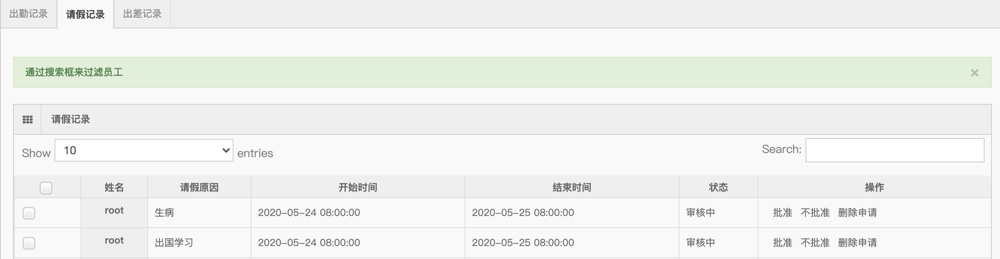 出勤记录 请假记录 出差记录
通过搜索框来过滤员工 ×
请假记录
Show 10 entries Search:
姓名 请假原因 开始时间 结束时间 状态 操作
root 生病 2020-05-24 08:00:00 2020-05-25 08:00:00 审核中 批准 不批准 删除申请
root 出国学习 2020-05-24 08:00:00 2020-05-25 08:00:00 审核中 批准 不批准 删除申请